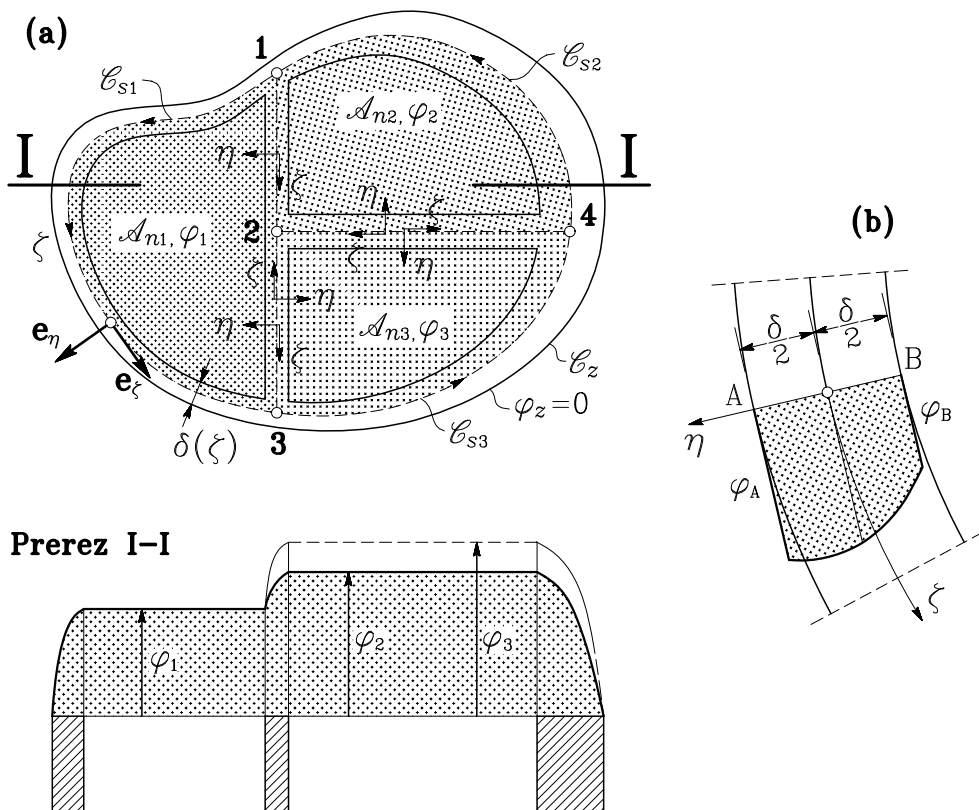 (a)
1
𝒞s1
𝒞s2
I
I
𝒜n2, φ2
η
ζ
η
ζ
4
2
ζ
η
𝒜n1, φ1
ζ
ζ
η
𝒜n3, φ3
η
ζ
eη
eζ
𝒞z
φz=0
𝒞s3
3
δ(ζ)
(b)
δ/2
δ/2
A
B
η
φB
φA
ζ
Prerez I–I
φ1
φ2
φ3